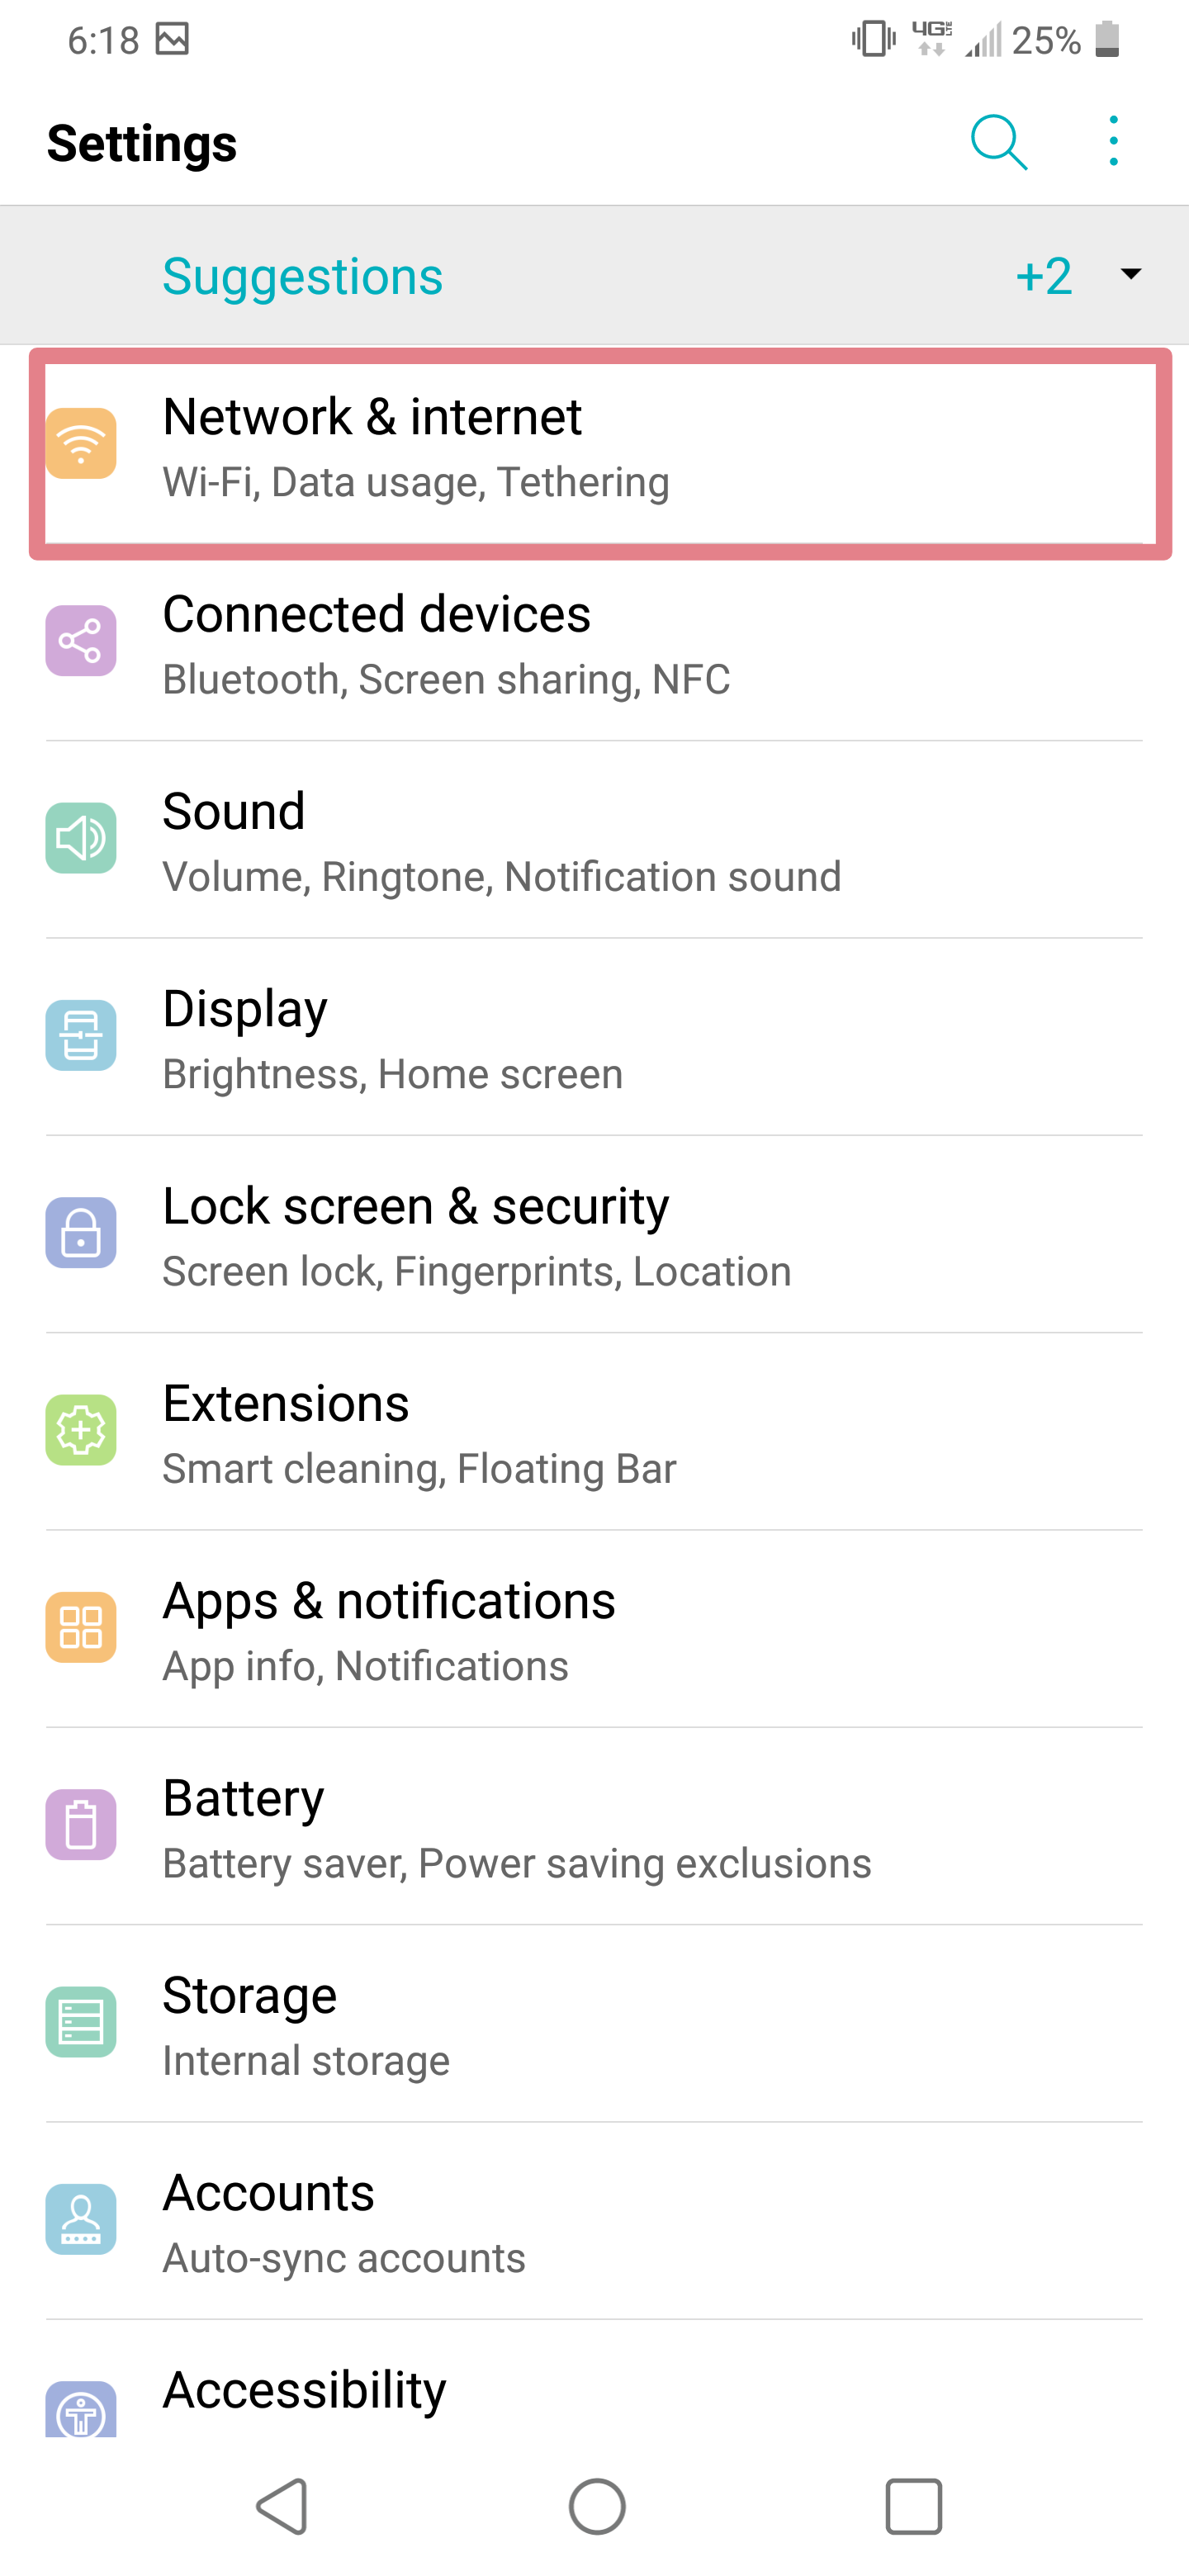 6:18 4G LTE 25%
Settings
Suggestions +2
Network & internet
Wi-Fi, Data usage, Tethering
Connected devices
Bluetooth, Screen sharing, NFC
Sound
Volume, Ringtone, Notification sound
Display
Brightness, Home screen
Lock screen & security
Screen lock, Fingerprints, Location
Extensions
Smart cleaning, Floating Bar
Apps & notifications
App info, Notifications
Battery
Battery saver, Power saving exclusions
Storage
Internal storage
Accounts
Auto-sync accounts
Accessibility